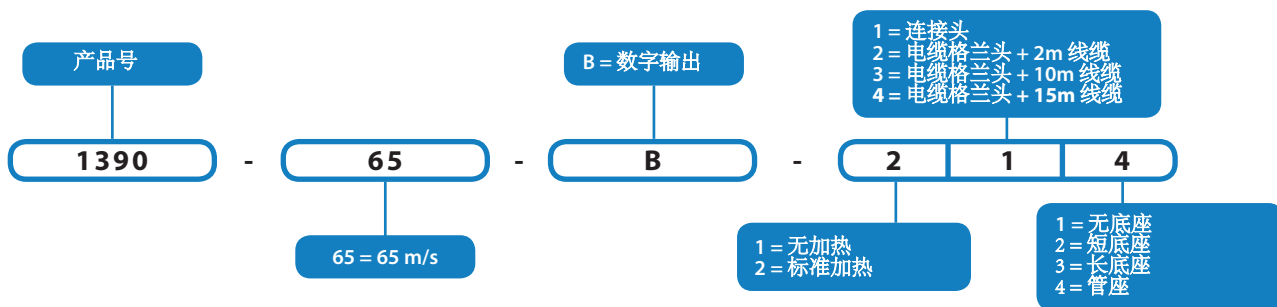 产品号
B = 数字输出
1 = 连接头
2 = 电缆格兰头 + 2m 线缆
3 = 电缆格兰头 + 10m 线缆
4 = 电缆格兰头 + 15m 线缆
1390 - 65 - B - 2 1 4
65 = 65 m/s
1 = 无加热
2 = 标准加热
1 = 无底座
2 = 短底座
3 = 长底座
4 = 管座